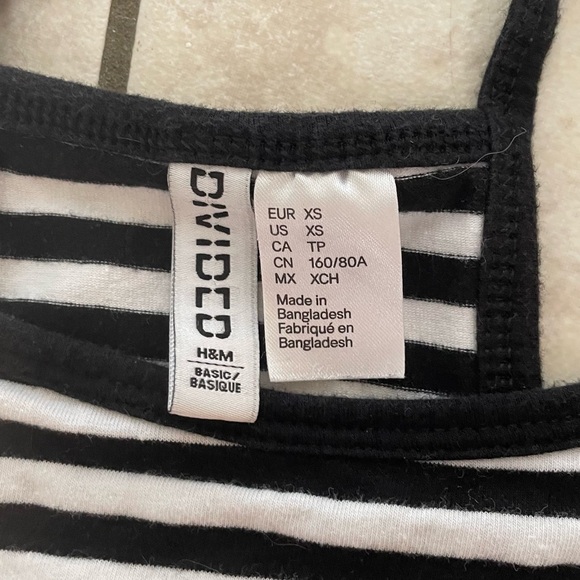 DIVIDED
H&M
BASIC/
BASIQUE
EUR XS
US XS
CA TP
CN 160/80A
MX XCH
Made in
Bangladesh
Fabriqué en
Bangladesh